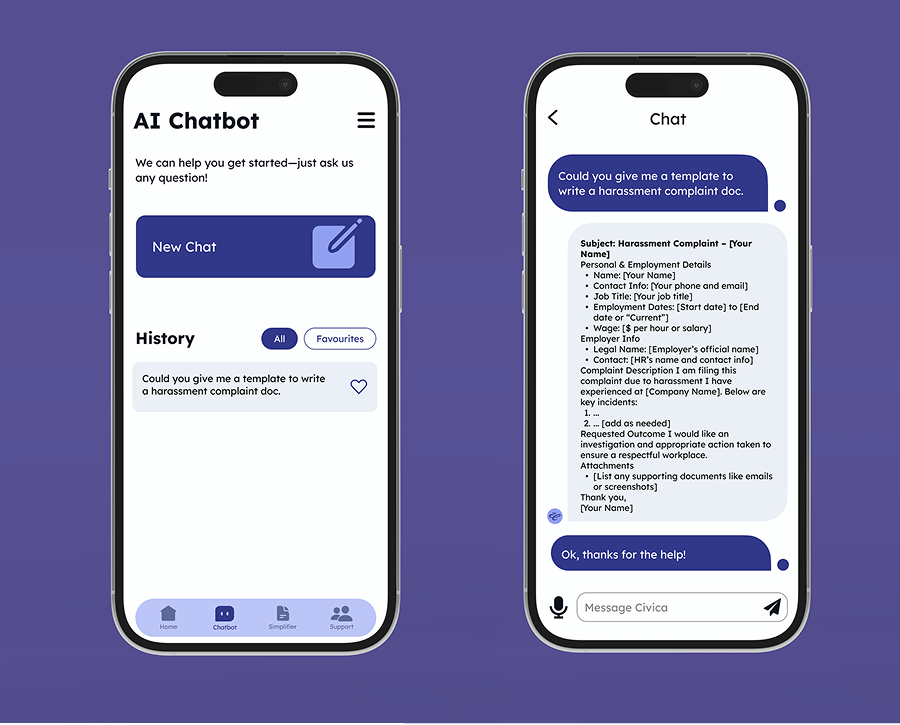 AI Chatbot
We can help you get started—just ask us
any question!
New Chat
History
All
Favourites
Could you give me a template to write
a harassment complaint doc.
Home
Chatbot
Simplifier
Support
Chat
Could you give me a template to
write a harassment complaint doc.
Subject: Harassment Complaint – [Your
Name]
Personal & Employment Details
• Name: [Your Name]
• Contact Info: [Your phone and email]
• Job Title: [Your job title]
• Employment Dates: [Start date] to [End
date or “Current”]
• Wage: [$ per hour or salary]
Employer Info
• Legal Name: [Employer’s official name]
• Contact: [HR’s name and contact info]
Complaint Description I am filing this
complaint due to harassment I have
experienced at [Company Name]. Below are
key incidents:
1. ...
2. ... [add as needed]
Requested Outcome I would like an
investigation and appropriate action taken to
ensure a respectful workplace.
Attachments
• [List any supporting documents like emails
or screenshots]
Thank you,
[Your Name]
Ok, thanks for the help!
Message Civica